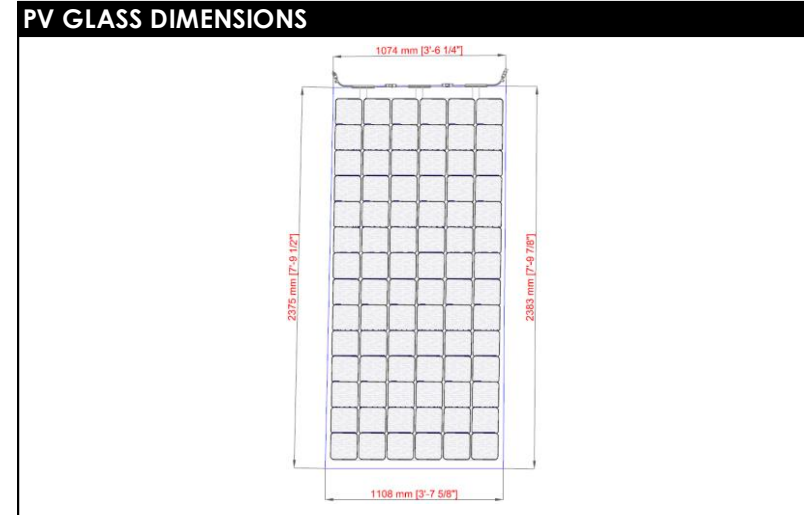 PV GLASS DIMENSIONS
1074 mm [3'-6 1/4"]
2375 mm [7'-9 1/2"]
2383 mm [7'-9 7/8"]
1108 mm [3'-7 5/8"]